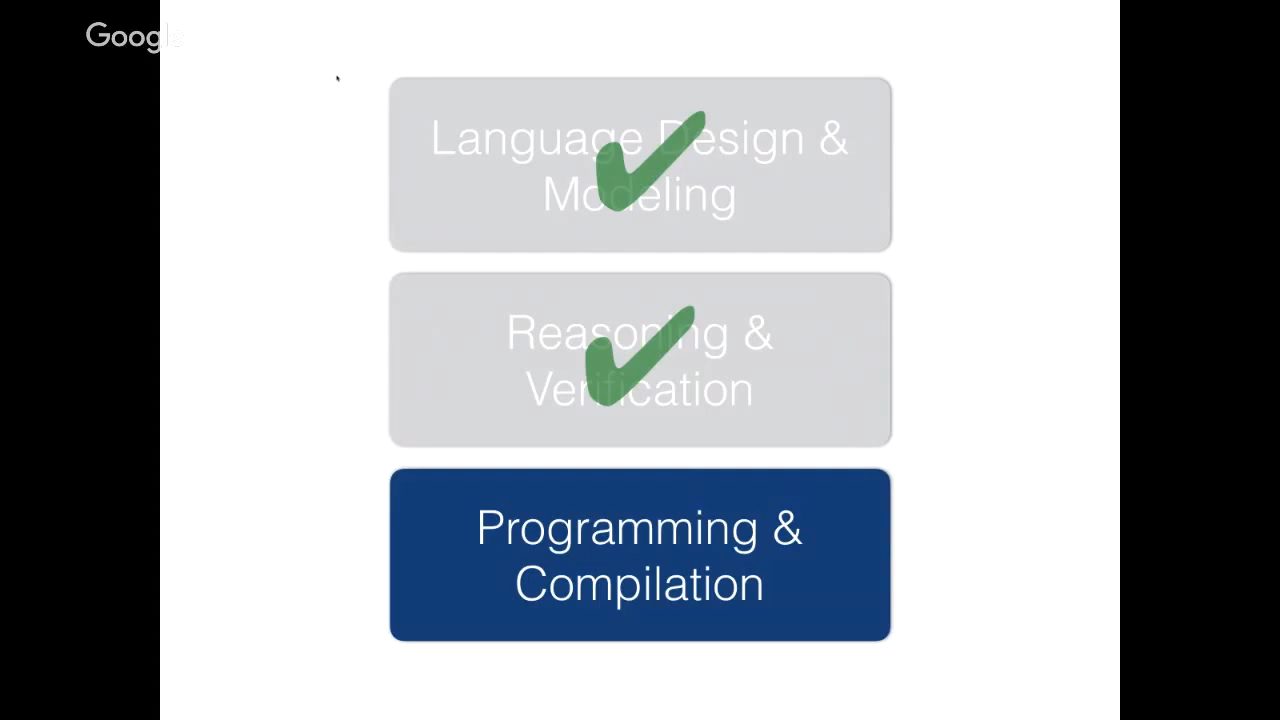 Google
Language Design &
Modeling
Reasoning &
Verification
Programming &
Compilation